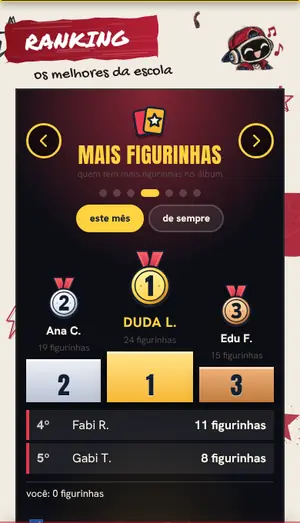 RANKING
os melhores da escola
MAIS FIGURINHAS
quem tem mais figurinhas no álbum
este mês
de sempre
2
1
3
Ana C.
DUDA L.
Edu F.
19 figurinhas
24 figurinhas
15 figurinhas
2
1
3
4º Fabi R. 11 figurinhas
5º Gabi T. 8 figurinhas
você: 0 figurinhas